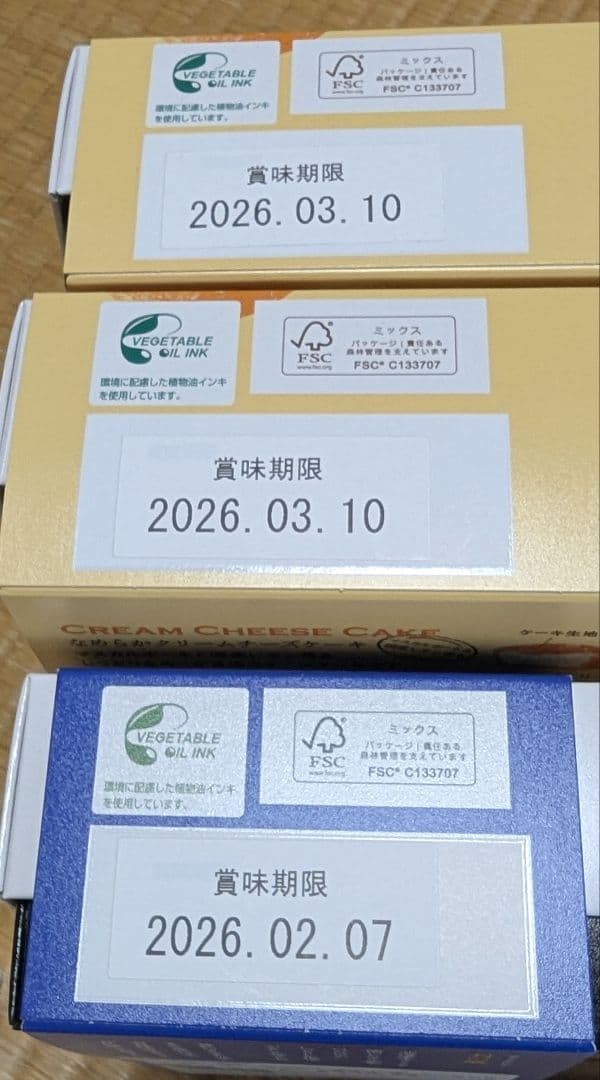 VEGETABLE
OIL INK
環境に配慮した植物油インキ
を使用しています。
FSC
www.fsc.org
ミックス
パッケージ | 責任ある
森林管理を支えています
FSC® C133707
賞味期限
2026.03.10
VEGETABLE
OIL INK
環境に配慮した植物油インキ
を使用しています。
FSC
www.fsc.org
ミックス
パッケージ | 責任ある
森林管理を支えています
FSC® C133707
賞味期限
2026.03.10
CREAM CHEESE CAKE
なめらかクリームチーズケーキ
ケーキ生地
VEGETABLE
OIL INK
環境に配慮した植物油インキ
を使用しています。
FSC
www.fsc.org
ミックス
パッケージ | 責任ある
森林管理を支えています
FSC® C133707
賞味期限
2026.02.07